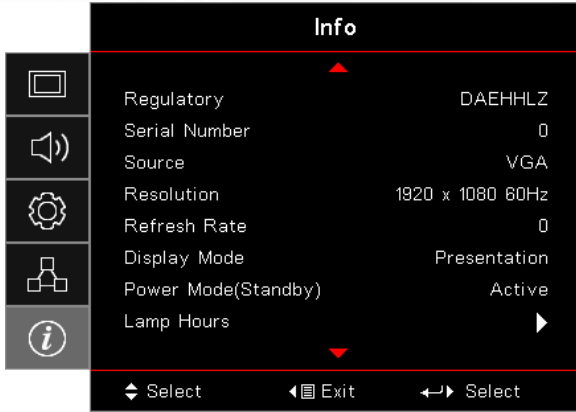 Info
Regulatory DAEHHLZ
Serial Number 0
Source VGA
Resolution 1920 x 1080 60Hz
Refresh Rate 0
Display Mode Presentation
Power Mode(Standby) Active
Lamp Hours
Select Exit Select